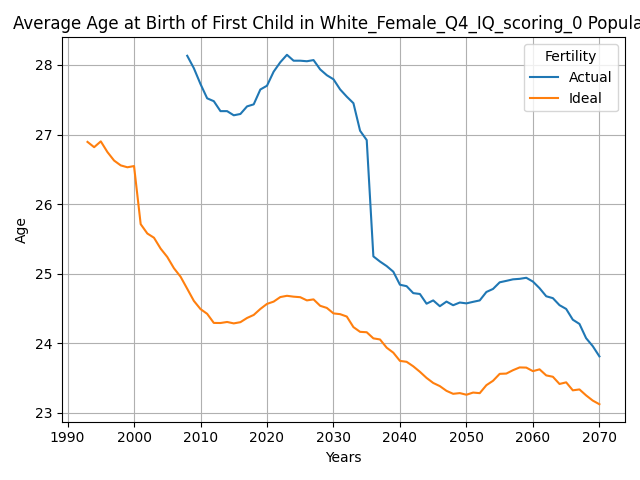 Average Age at Birth of First Child in White_Female_Q4_IQ_scoring_0 Popula
Fertility
Actual
Ideal
28
27
26
25
24
23
Age
1990 2000 2010 2020 2030 2040 2050 2060 2070
Years